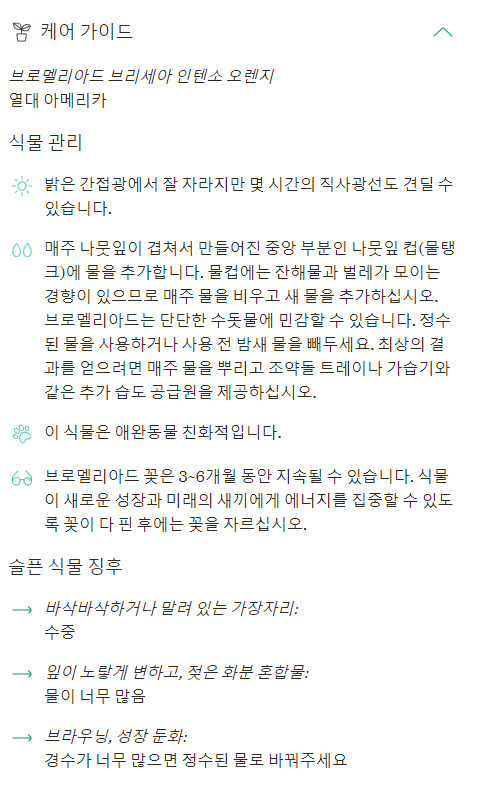 케어 가이드
브로멜리아드 브리세아 인텐소 오렌지
열대 아메리카
식물 관리
밝은 간접광에서 잘 자라지만 몇 시간의 직사광선도 견딜 수
있습니다.
매주 나뭇잎이 겹쳐서 만들어진 중앙 부분인 나뭇잎 컵(물탱
크)에 물을 추가합니다. 물컵에는 잔해물과 벌레가 모이는
경향이 있으므로 매주 물을 비우고 새 물을 추가하십시오.
브로멜리아드는 단단한 수돗물에 민감할 수 있습니다. 정수
된 물을 사용하거나 사용 전 밤새 물을 빼두세요. 최상의 결
과를 얻으려면 매주 물을 뿌리고 조약돌 트레이나 가습기와
같은 추가 습도 공급원을 제공하십시오.
이 식물은 애완동물 친화적입니다.
브로멜리아드 꽃은 3~6개월 동안 지속될 수 있습니다. 식물
이 새로운 성장과 미래의 새끼에게 에너지를 집중할 수 있도
록 꽃이 다 핀 후에는 꽃을 자르십시오.
슬픈 식물 징후
바삭바삭하거나 말려 있는 가장자리:
수중
잎이 노랗게 변하고, 젖은 화분 혼합물:
물이 너무 많음
브라우닝, 성장 둔화:
경수가 너무 많으면 정수된 물로 바꿔주세요